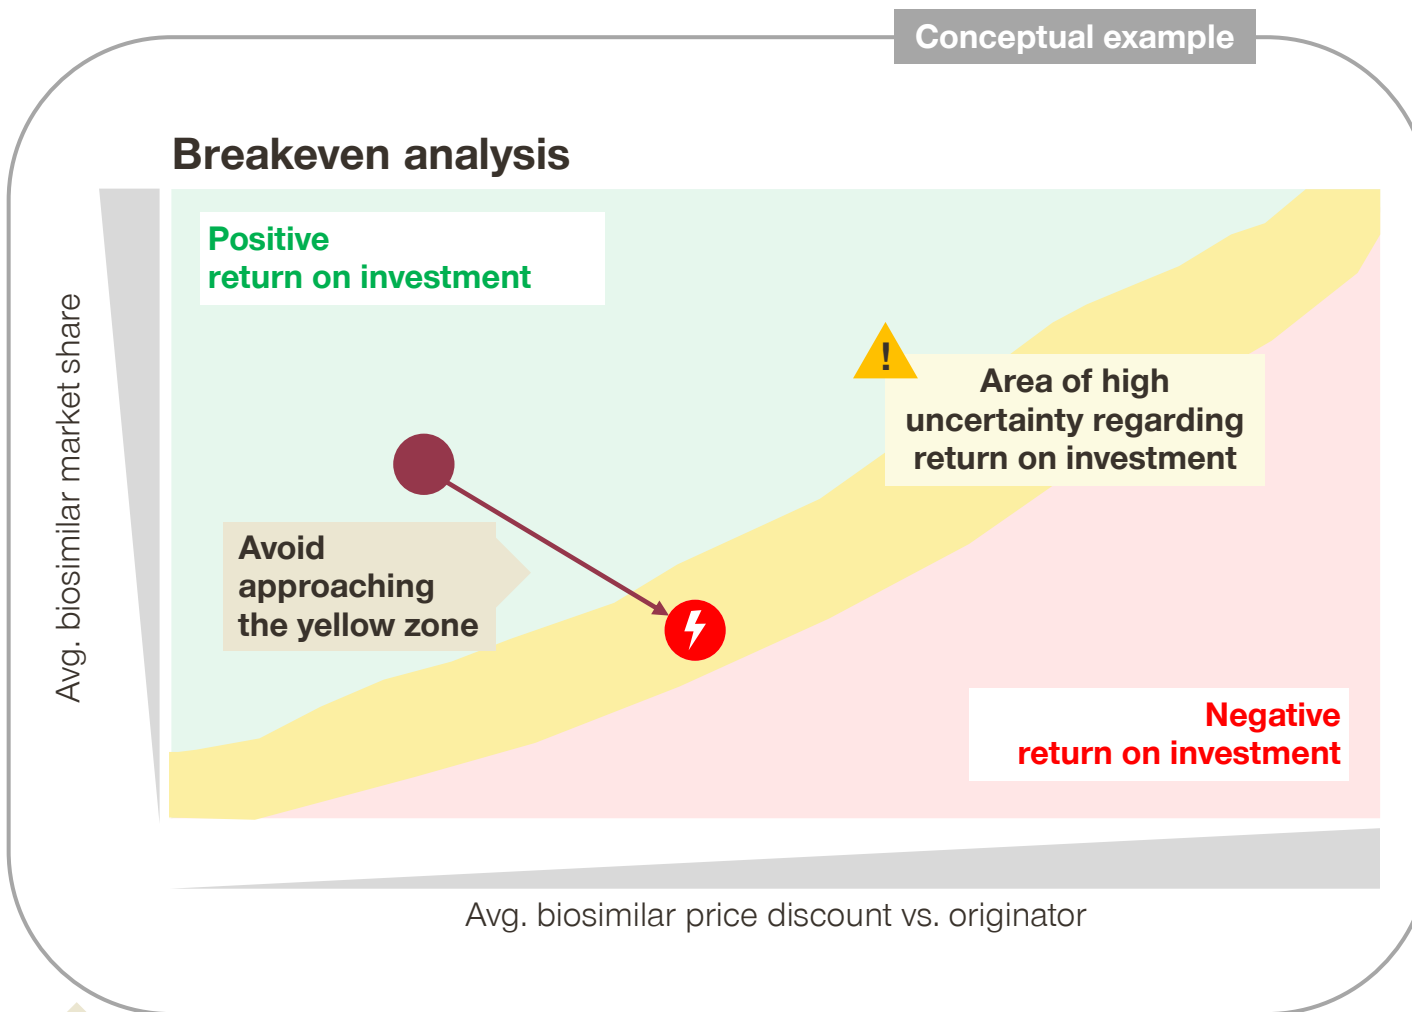 Conceptual example
Breakeven analysis
Positive
return on investment
Avg. biosimilar market share
!
Area of high
uncertainty regarding
return on investment
Avoid
approaching
the yellow zone
Negative
return on investment
Avg. biosimilar price discount vs. originator